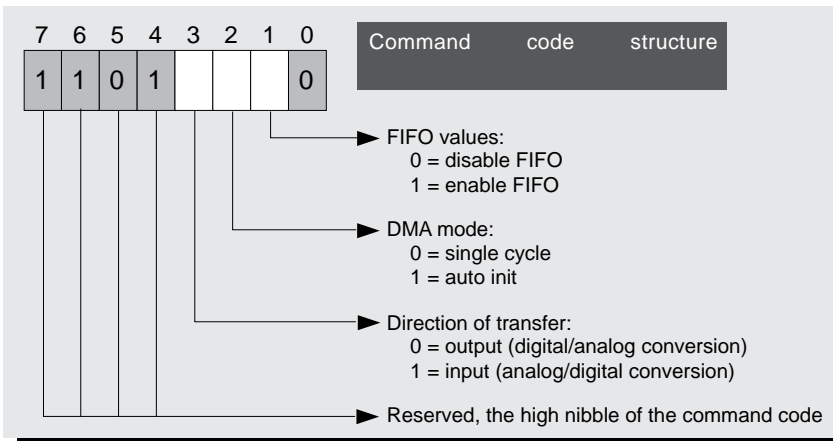 7 6 5 4 3 2 1 0
Command code structure
1 1 0 1 0
FIFO values:
0 = disable FIFO
1 = enable FIFO
DMA mode:
0 = single cycle
1 = auto init
Direction of transfer:
0 = output (digital/analog conversion)
1 = input (analog/digital conversion)
Reserved, the high nibble of the command code